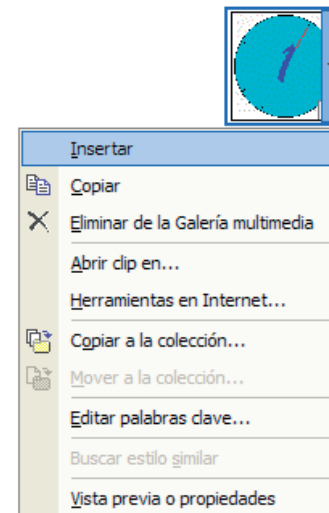 Insertar
Copiar
Eliminar de la Galería multimedia
Abrir clip en...
Herramientas en Internet...
Copiar a la colección...
Mover a la colección...
Editar palabras clave...
Buscar estilo similar
Vista previa o propiedades